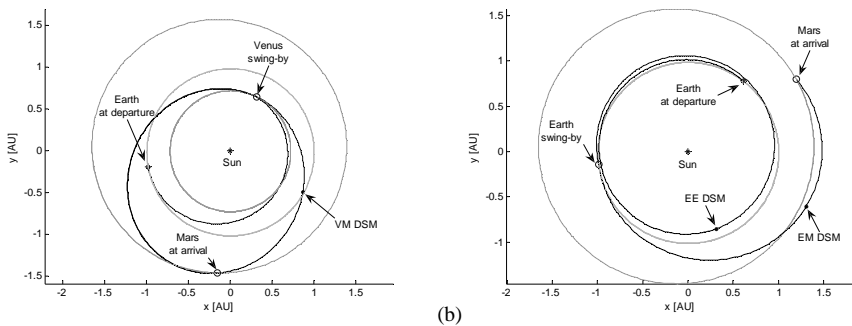 1.5
1
0.5
0
-0.5
-1
-1.5
y [AU]
-2
-1.5
-1
-0.5
0
0.5
1
1.5
2
x [AU]
Venus
swing-by
Earth
at departure
Sun
VM DSM
Mars
at arrival
(b)
1.5
1
0.5
0
-0.5
-1
y [AU]
-2
-1.5
-1
-0.5
0
0.5
1
1.5
2
x [AU]
Mars
at arrival
Earth
at departure
Earth
swing-by
Sun
EE DSM
EM DSM